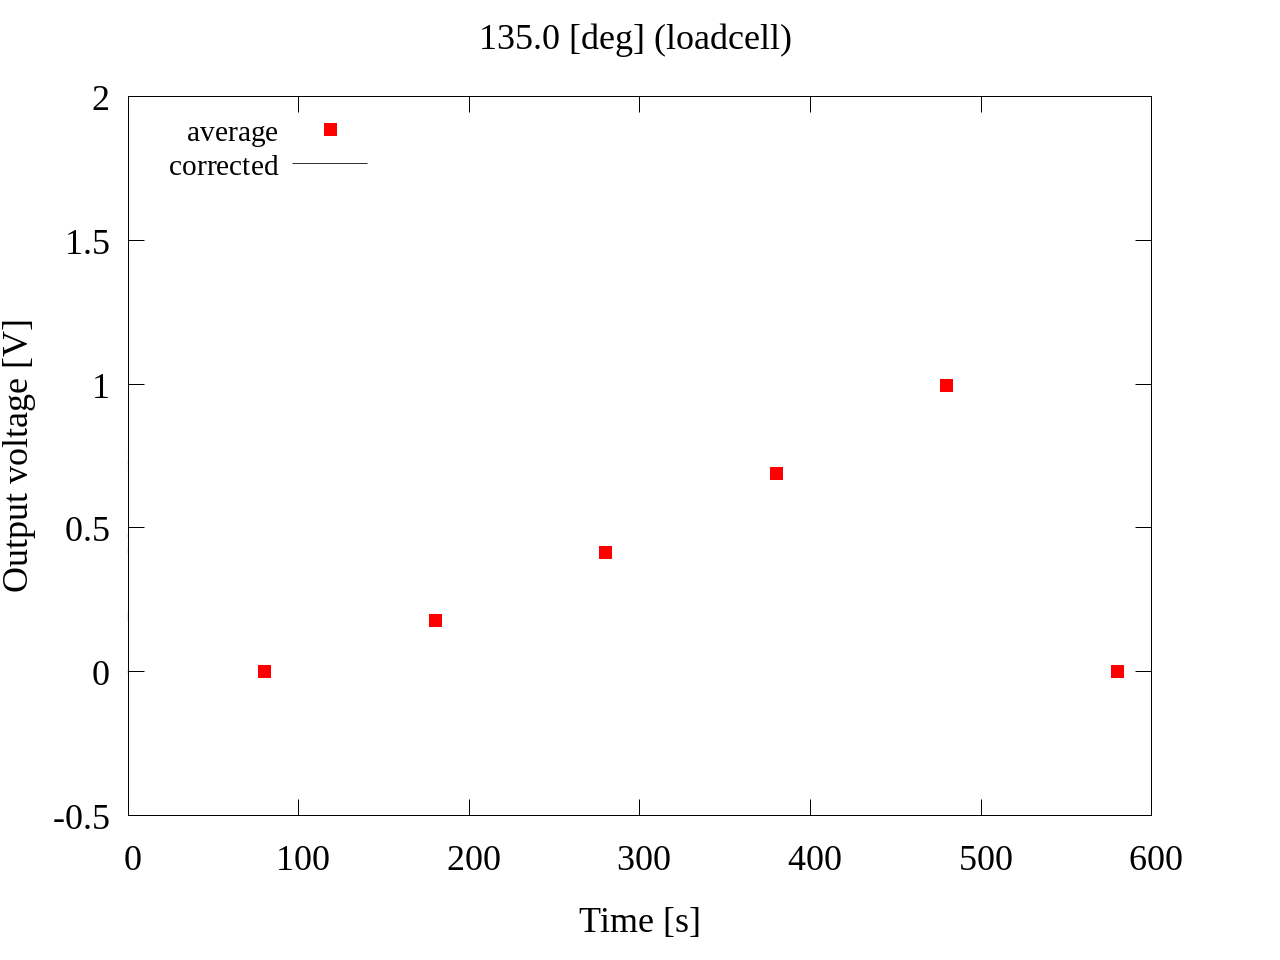 135.0 [deg] (loadcell)
2
average
corrected
1.5
1
0.5
0
-0.5
Output voltage [V]
0 100 200 300 400 500 600
Time [s]